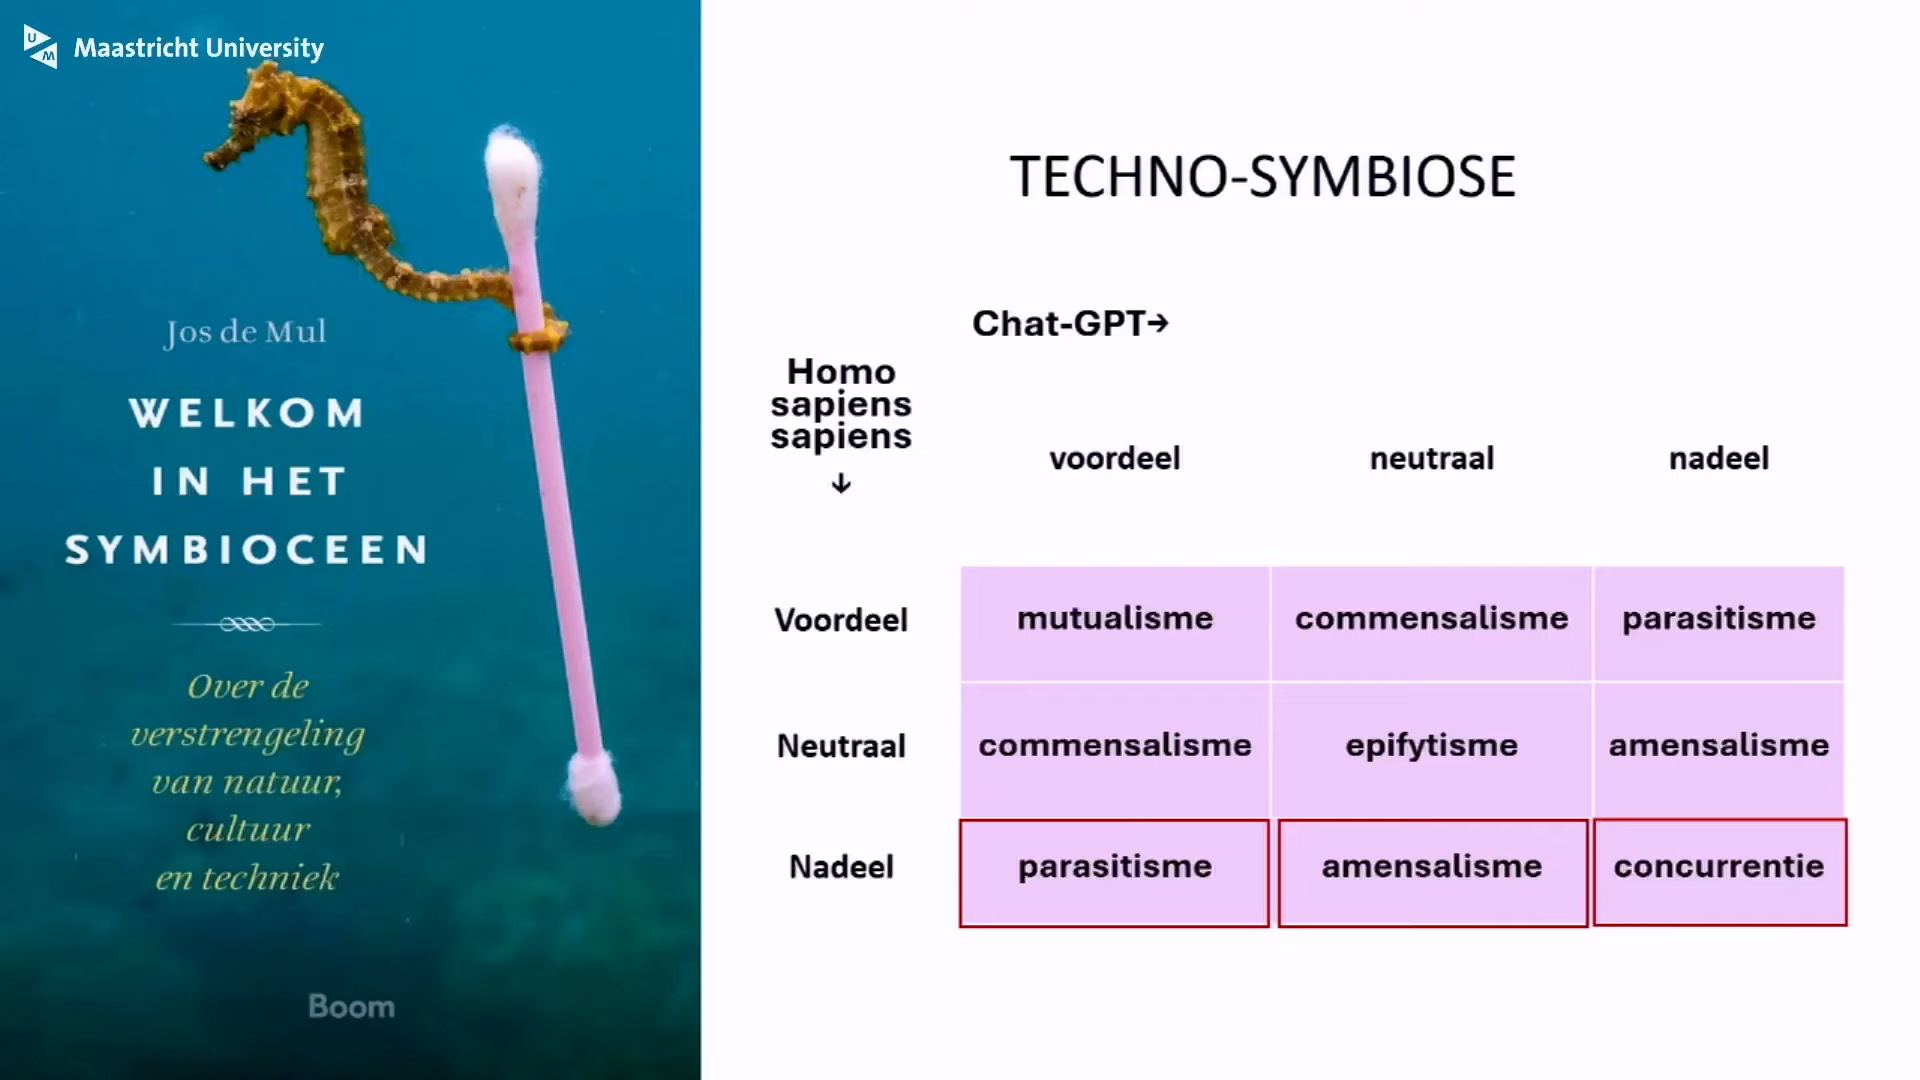 UM
Maastricht University
Jos de Mul
WELKOM
IN HET
SYMBIOCEEN
Over de
verstrengeling
van natuur,
cultuur
en techniek
Boom
TECHNO-SYMBIOSE
Chat-GPT→
Homo
sapiens
sapiens
↓
voordeel neutraal nadeel
Voordeel mutualisme commensalisme parasitisme
Neutraal commensalisme epifytisme amensalisme
Nadeel parasitisme amensalisme concurrentie